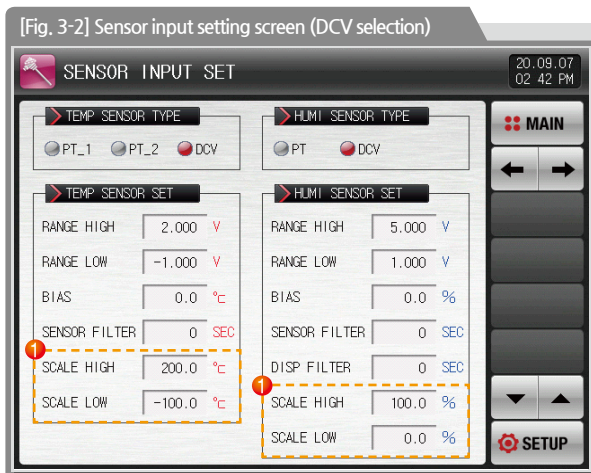 [Fig. 3-2] Sensor input setting screen (DCV selection)
SENSOR INPUT SET
20.09.07
02 42 PM
TEMP SENSOR TYPE
PT_1 PT_2 DCV
HUMI SENSOR TYPE
PT DCV
TEMP SENSOR SET
RANGE HIGH 2.000 V
RANGE LOW -1.000 V
BIAS 0.0 ℃
SENSOR FILTER 0 SEC
1
SCALE HIGH 200.0 ℃
SCALE LOW -100.0 ℃
HUMI SENSOR SET
RANGE HIGH 5.000 V
RANGE LOW 1.000 V
BIAS 0.0 %
SENSOR FILTER 0 SEC
DISP FILTER 0 SEC
1
SCALE HIGH 100.0 %
SCALE LOW 0.0 %
MAIN
SETUP